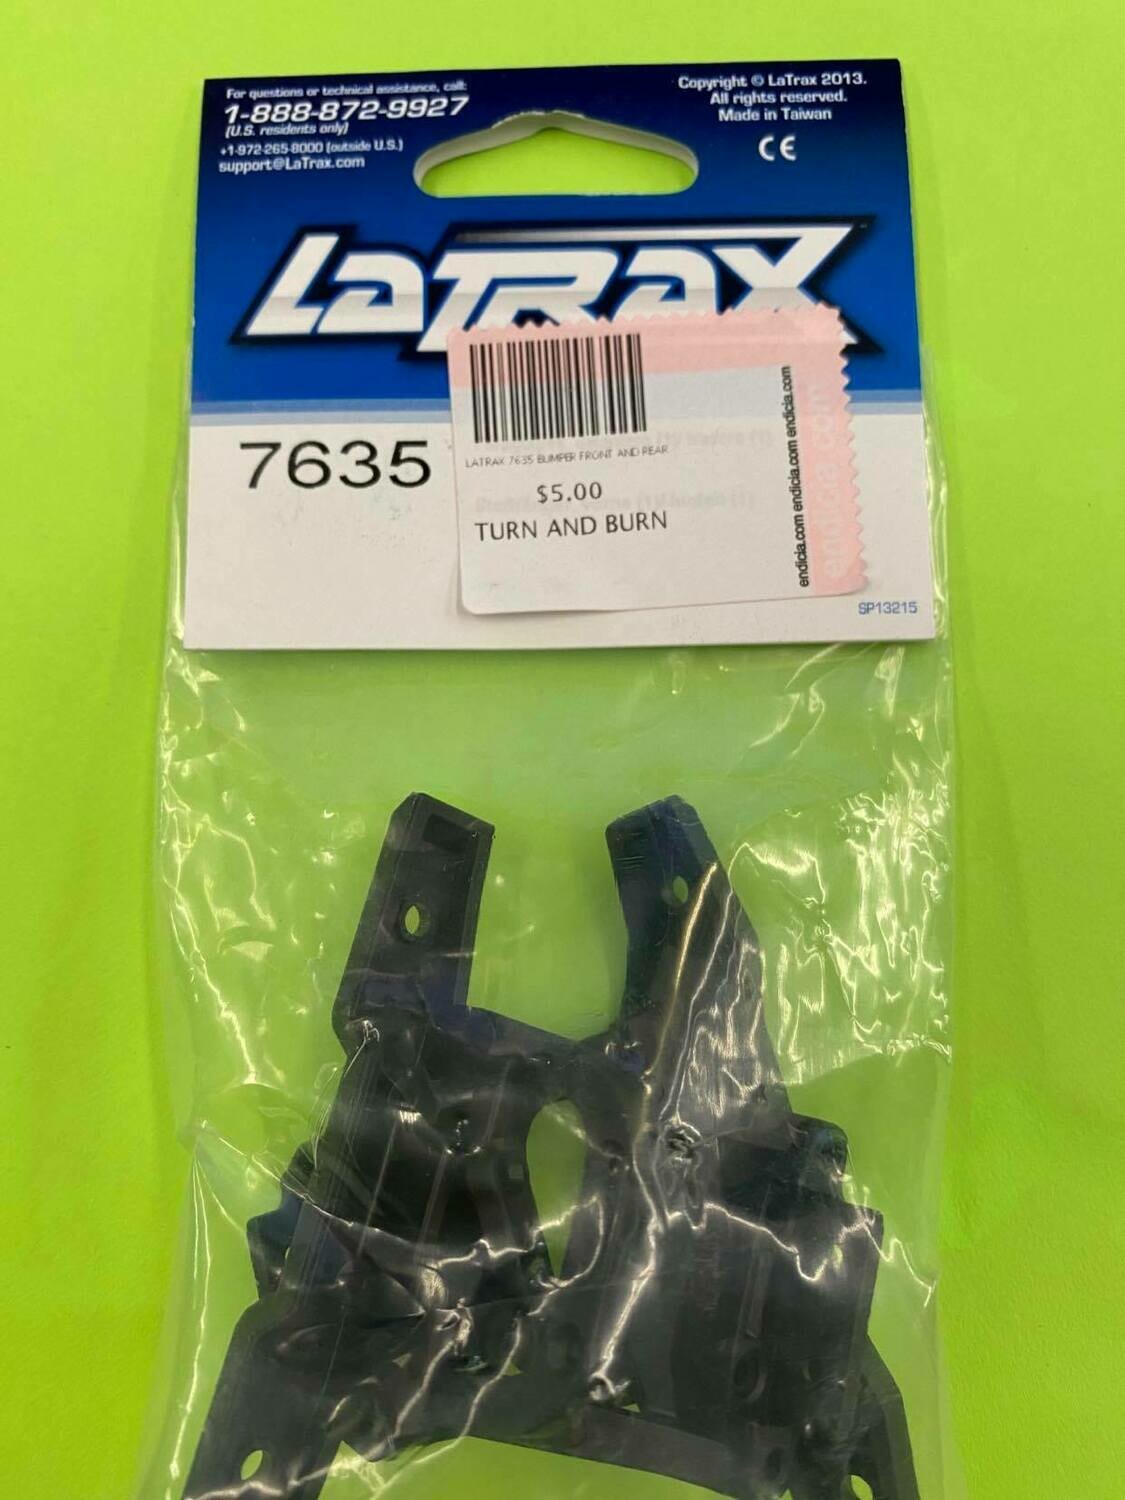 For questions or technical assistance, call:
1-888-872-9927
(U.S. residents only)
+1-972-265-8000 (outside U.S.)
support@LaTrax.com
Copyright © LaTrax 2013.
All rights reserved.
Made in Taiwan
CE
LaTrax
7635
LATRAX 7635 BUMPER FRONT AND REAR
$5.00
TURN AND BURN
endicia.com endicia.com endicia.com
endicia.com
SP13215